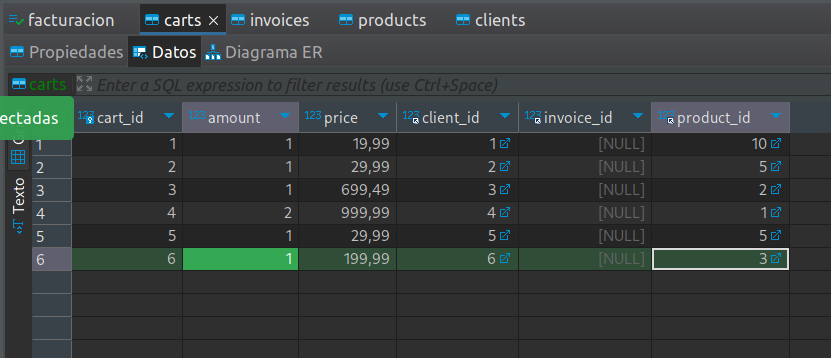 facturacion carts invoices products clients
Propiedades Datos Diagrama ER
carts Enter a SQL expression to filter results (use Ctrl+Space)
ectadas
123 cart_id 123 amount 123 price 123 client_id 123 invoice_id 123 product_id
1 1 1 19,99 1 [NULL] 10
2 2 1 29,99 2 [NULL] 5
3 3 1 699,49 3 [NULL] 2
4 4 2 999,99 4 [NULL] 1
5 5 1 29,99 5 [NULL] 5
6 6 1 199,99 6 [NULL] 3
Texto